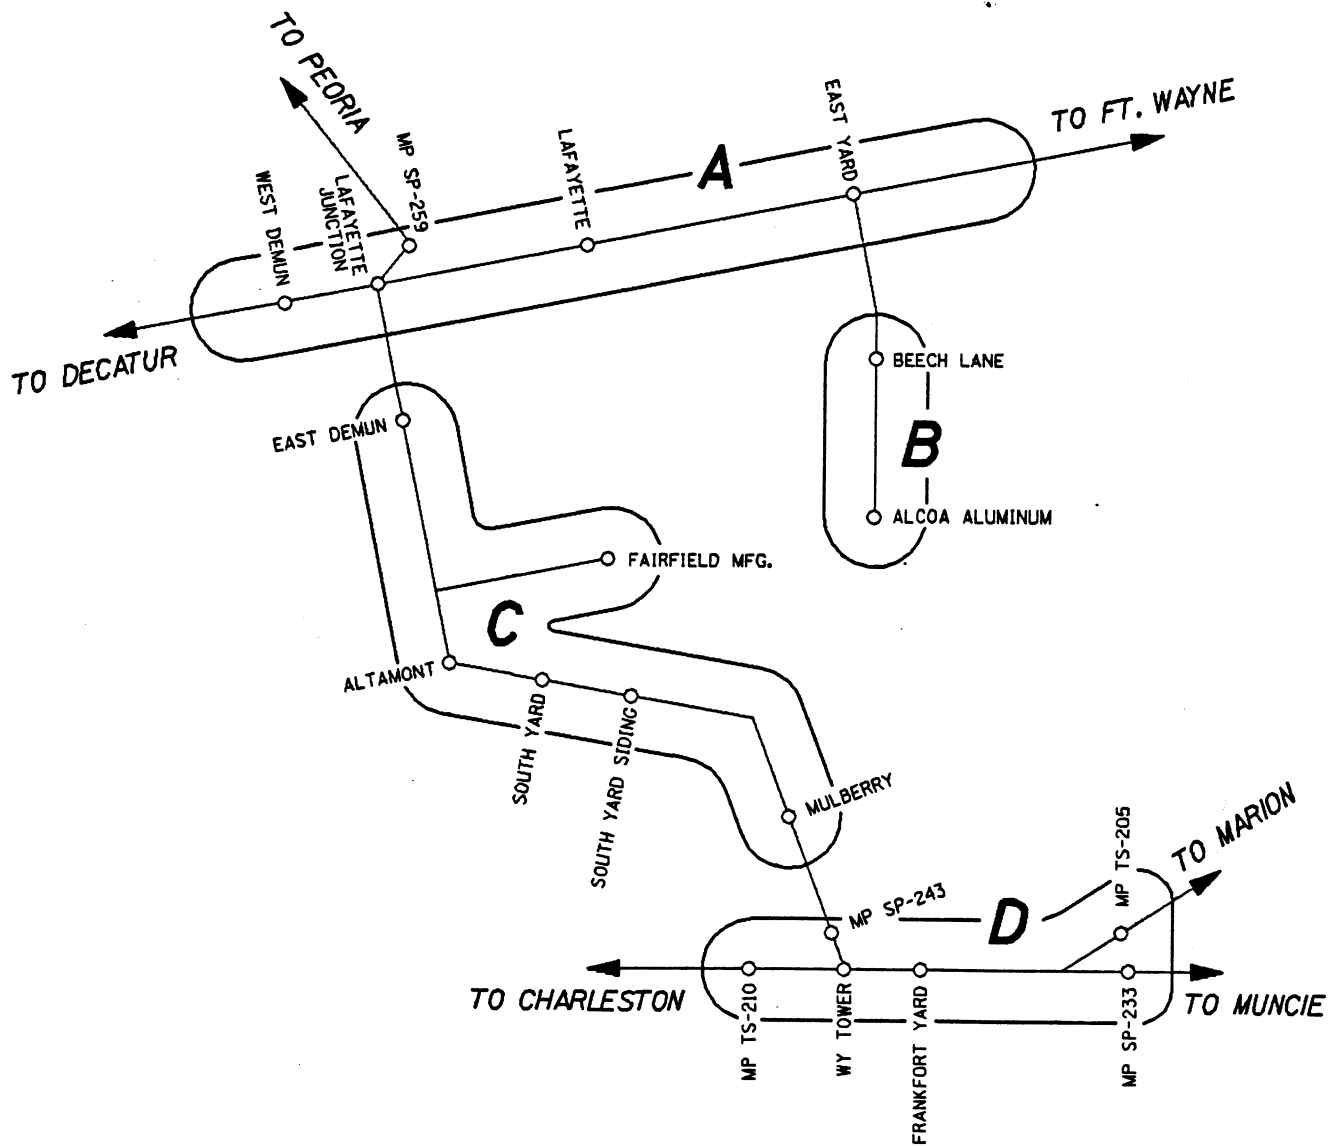 TO PEORIA
MP SP-259
LAFAYETTE
EAST YARD
TO FT. WAYNE
A
WEST DEMUN
LAFAYETTE
JUNCTION
TO DECATUR
BEECH LANE
EAST DEMUN
B
ALCOA ALUMINUM
FAIRFIELD MFG.
C
ALTAMONT
SOUTH YARD
SOUTH YARD SIDING
MULBERRY
MP TS-205
TO MARION
MP SP-243
D
TO CHARLESTON
MP TS-210
WY TOWER
FRANKFORT YARD
MP SP-233
TO MUNCIE